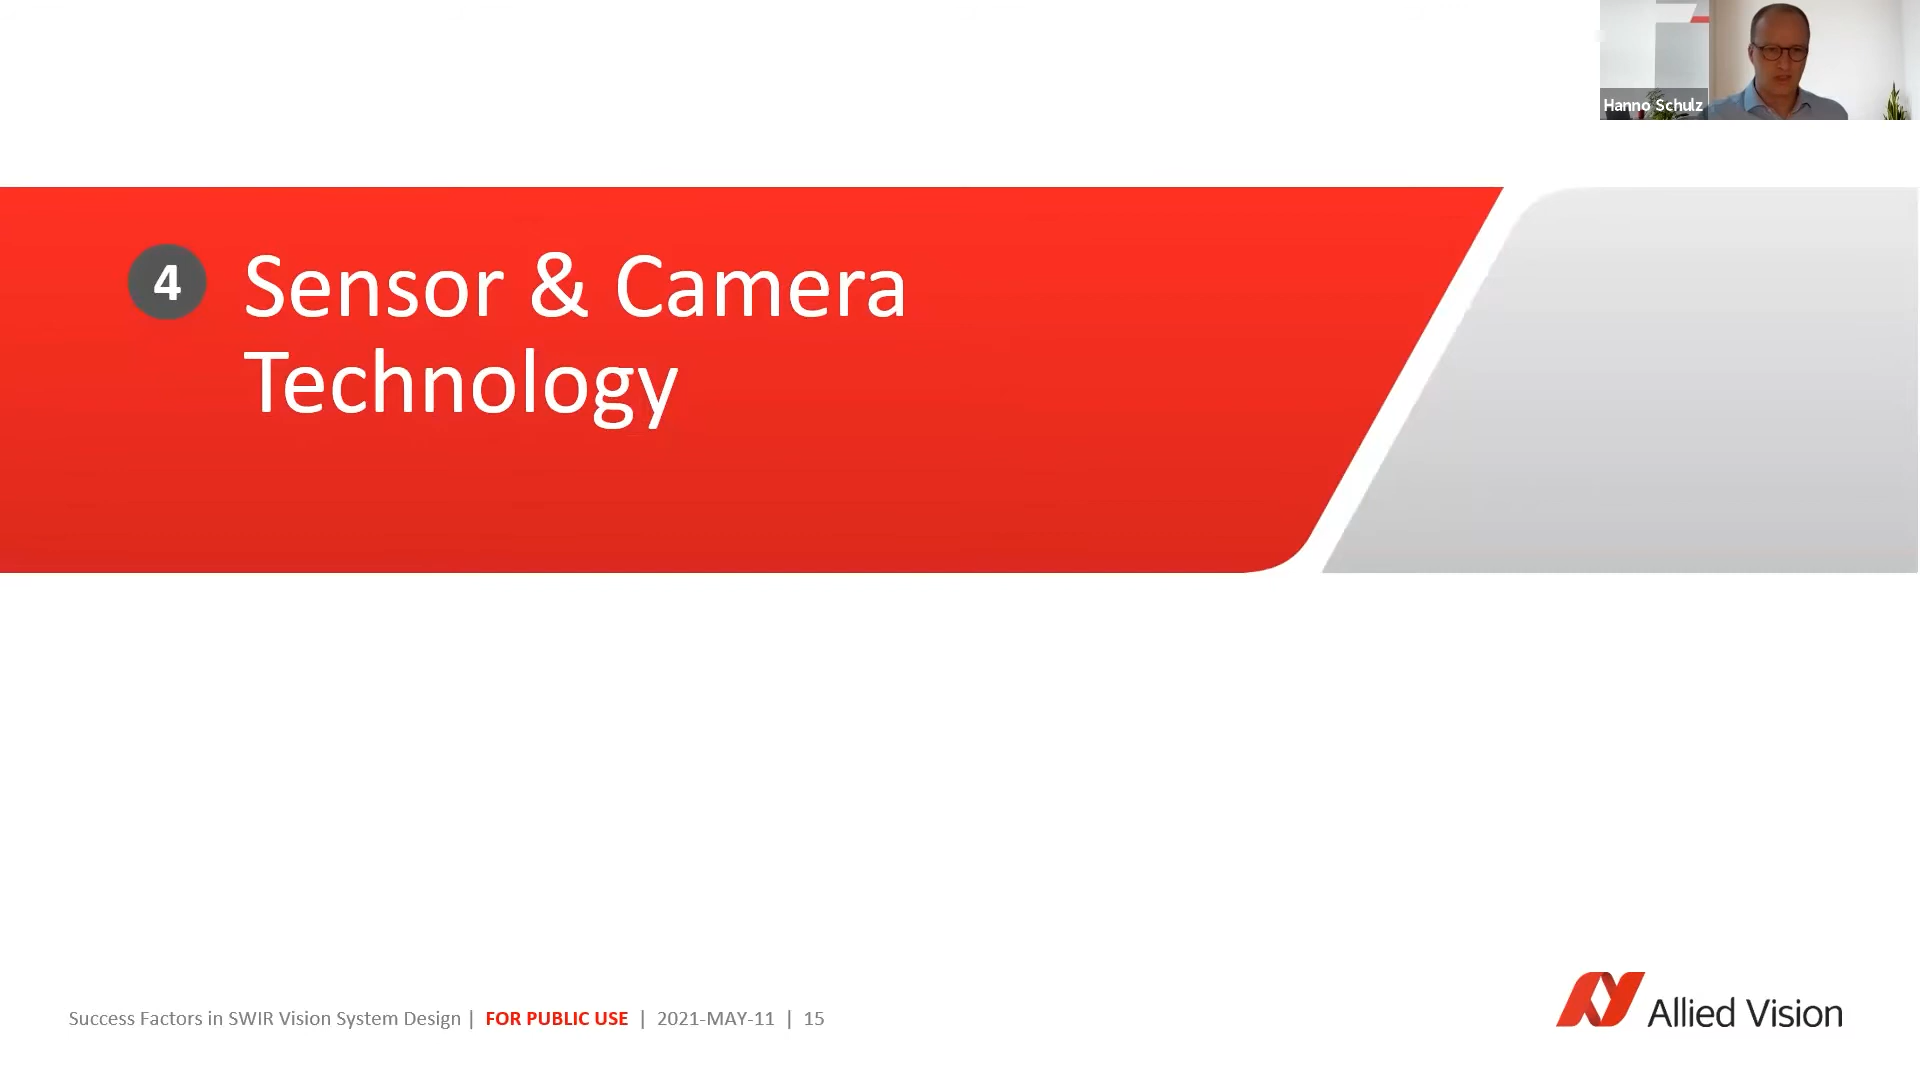 Hanno Schulz
4 Sensor & Camera
Technology
Success Factors in SWIR Vision System Design | FOR PUBLIC USE | 2021-MAY-11 | 15
Allied Vision